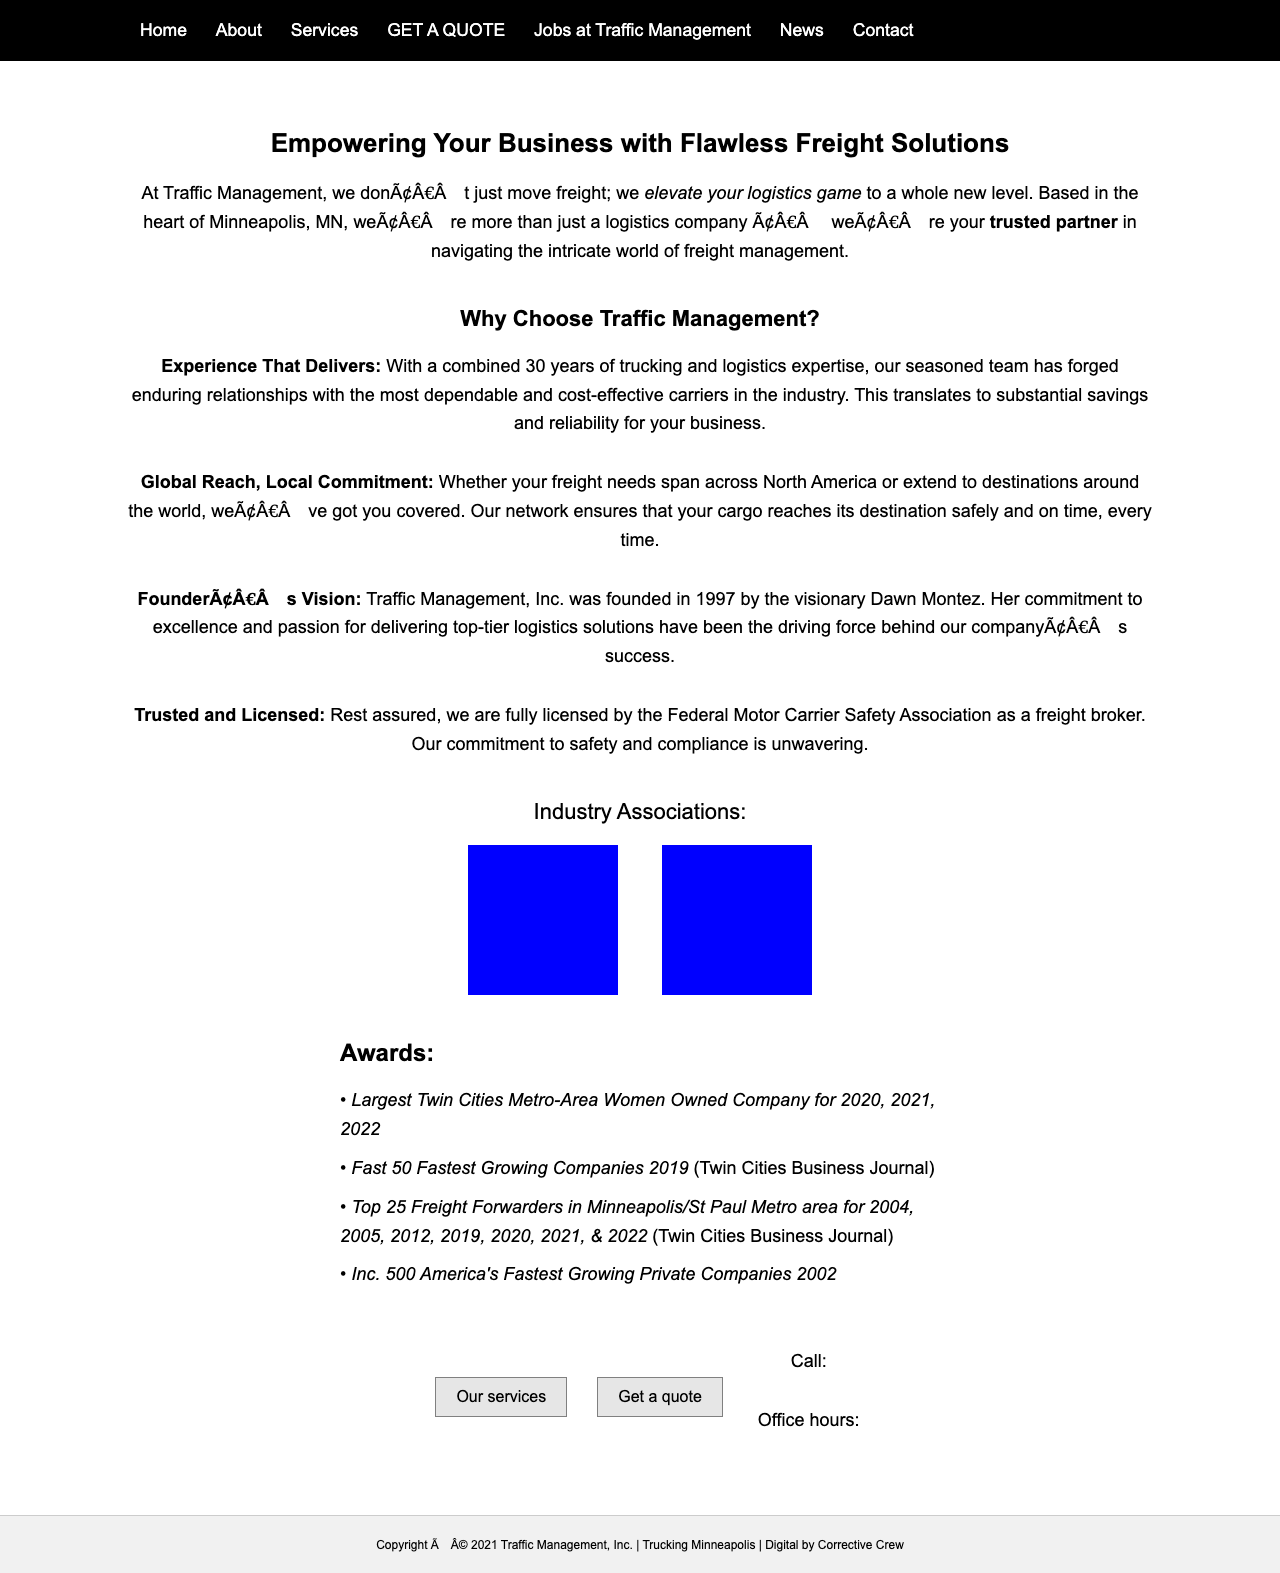 Home About Services GET A QUOTE Jobs at Traffic Management News Contact
Empowering Your Business with Flawless Freight Solutions
At Traffic Management, we donÃ¢Â€Â t just move freight; we elevate your logistics game to a whole new level. Based in the
heart of Minneapolis, MN, weÃ¢Â€Â re more than just a logistics company Ã¢Â€Â weÃ¢Â€Â re your trusted partner in
navigating the intricate world of freight management.
Why Choose Traffic Management?
Experience That Delivers: With a combined 30 years of trucking and logistics expertise, our seasoned team has forged
enduring relationships with the most dependable and cost-effective carriers in the industry. This translates to substantial savings
and reliability for your business.
Global Reach, Local Commitment: Whether your freight needs span across North America or extend to destinations around
the world, weÃ¢Â€Â ve got you covered. Our network ensures that your cargo reaches its destination safely and on time, every
time.
FounderÃ¢Â€Â s Vision: Traffic Management, Inc. was founded in 1997 by the visionary Dawn Montez. Her commitment to
excellence and passion for delivering top-tier logistics solutions have been the driving force behind our companyÃ¢Â€Â s
success.
Trusted and Licensed: Rest assured, we are fully licensed by the Federal Motor Carrier Safety Association as a freight broker.
Our commitment to safety and compliance is unwavering.
Industry Associations:
Awards:
• Largest Twin Cities Metro-Area Women Owned Company for 2020, 2021,
2022
• Fast 50 Fastest Growing Companies 2019 (Twin Cities Business Journal)
• Top 25 Freight Forwarders in Minneapolis/St Paul Metro area for 2004,
2005, 2012, 2019, 2020, 2021, & 2022 (Twin Cities Business Journal)
• Inc. 500 America's Fastest Growing Private Companies 2002
Call:
Our services Get a quote
Office hours:
Copyright Ã Â© 2021 Traffic Management, Inc. | Trucking Minneapolis | Digital by Corrective Crew